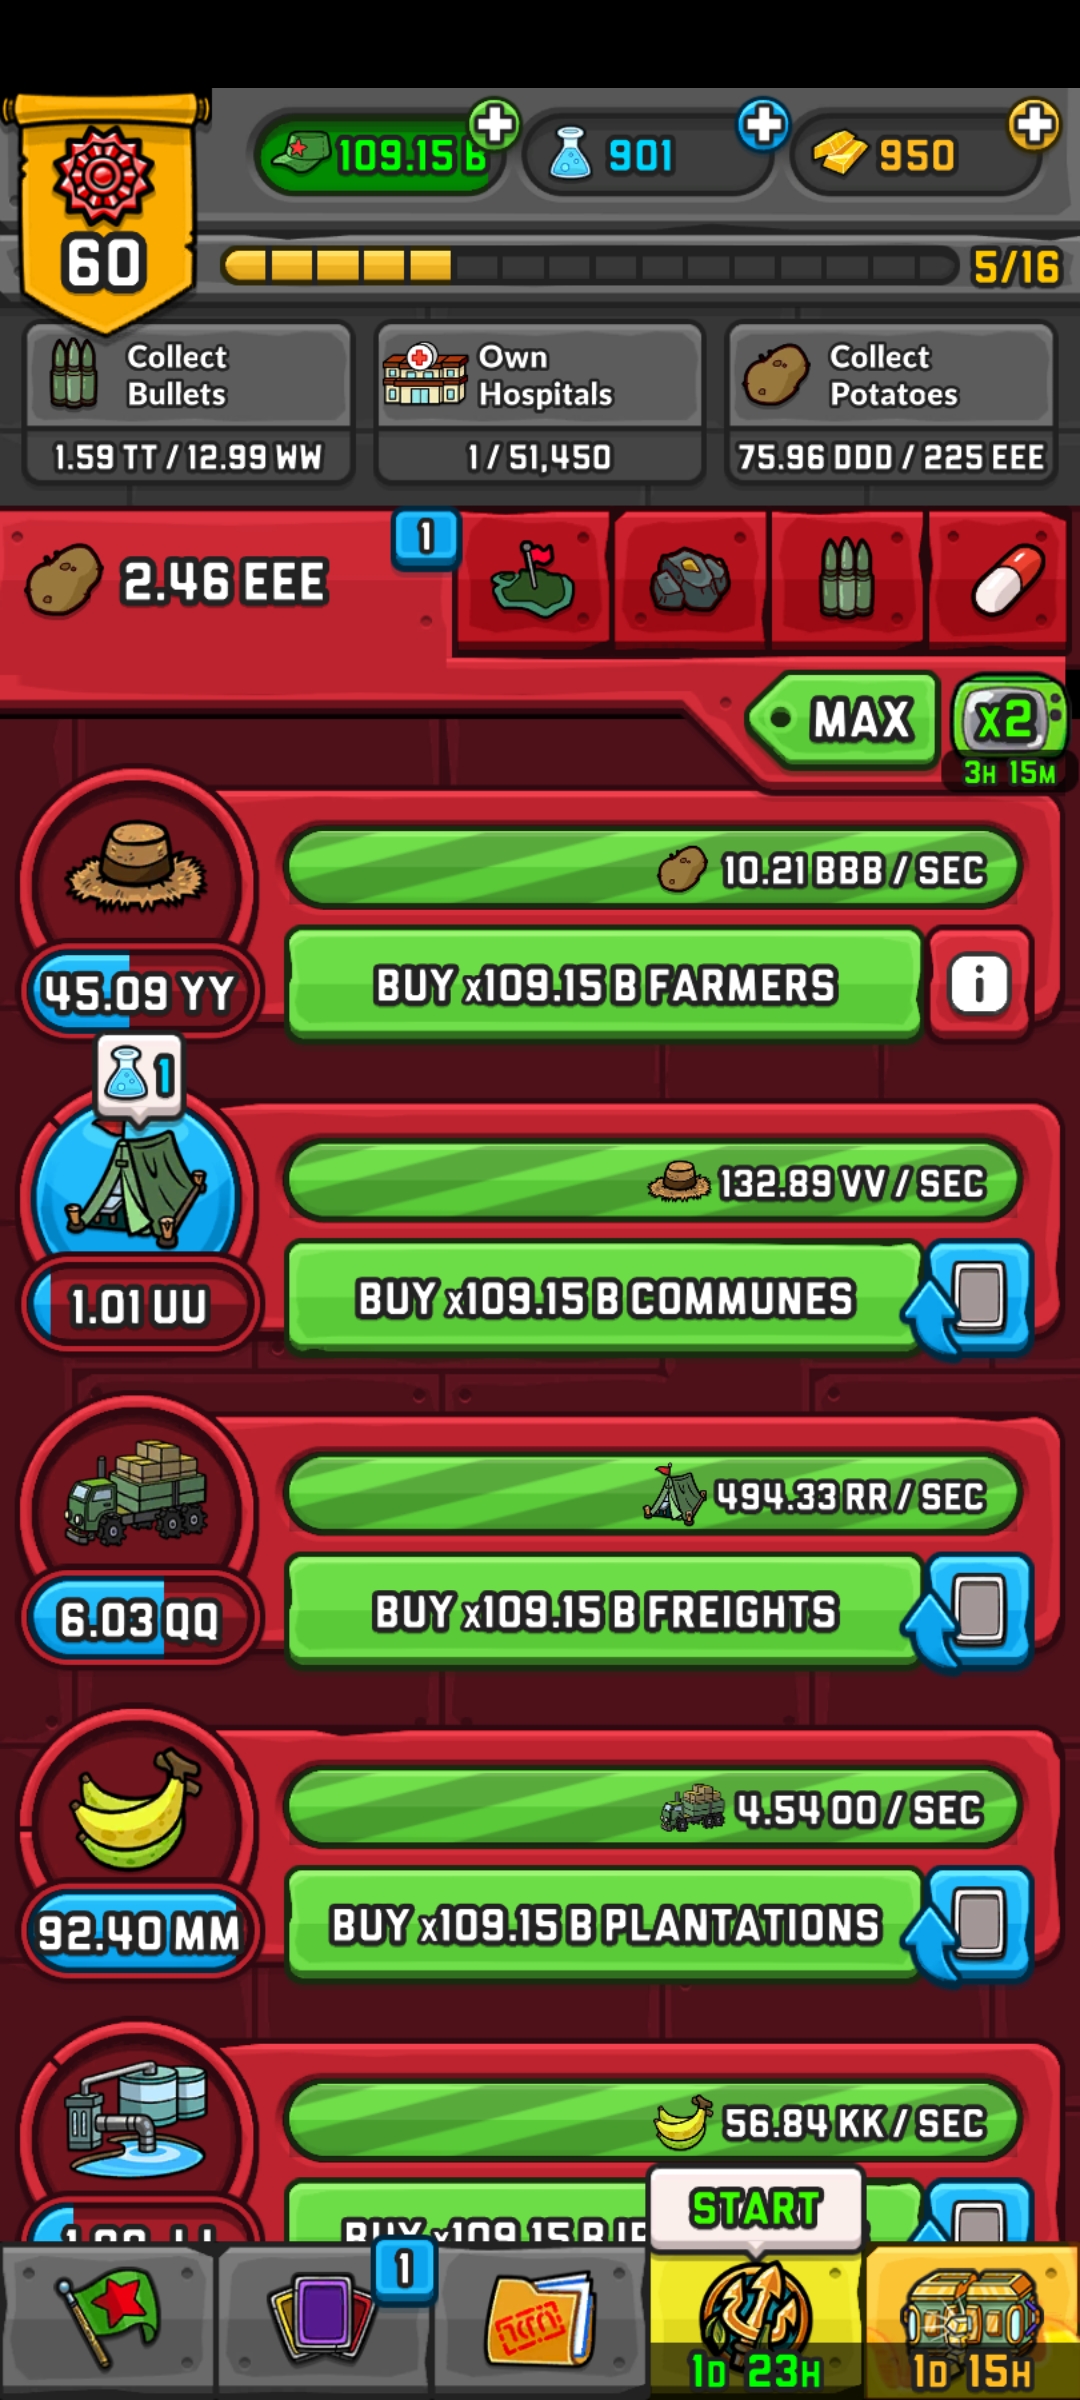 109.15 B
901
950
60
5/16
Collect
Bullets
1.59 TT / 12.99 WW
Own
Hospitals
1 / 51,450
Collect
Potatoes
75.96 DDD / 225 EEE
2.46 EEE
1
MAX
x2
3H 15M
10.21 BBB / SEC
45.09 YY
BUY x109.15 B FARMERS
i
1
132.89 VV / SEC
1.01 UU
BUY x109.15 B COMMUNES
494.33 RR / SEC
6.03 QQ
BUY x109.15 B FREIGHTS
4.54 OO / SEC
92.40 MM
BUY x109.15 B PLANTATIONS
56.84 KK / SEC
BUY x109.15 B
START
1
1D 23H
1D 15H